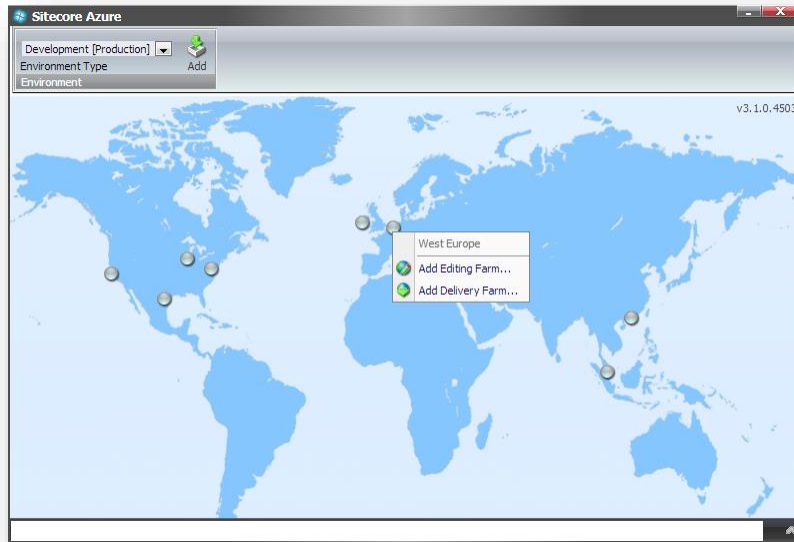 Sitecore Azure
Development [Production]
Environment Type
Add
Environment
v3.1.0.4503
West Europe
Add Editing Farm...
Add Delivery Farm...